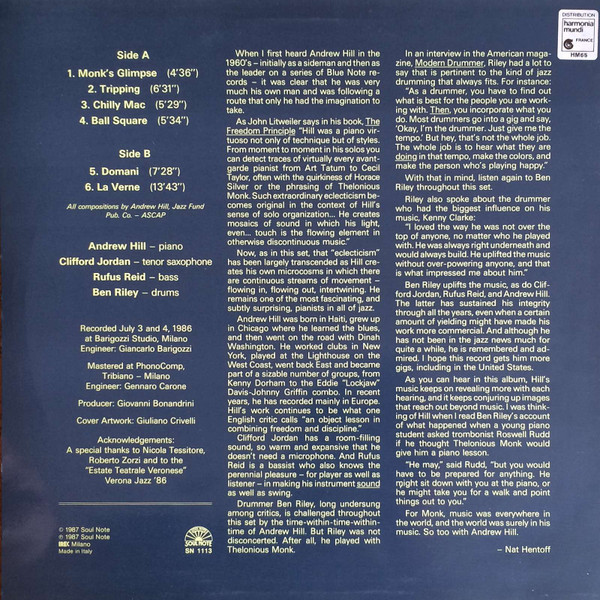 DISTRIBUTION
harmonia
mundi
FRANCE
HM 65
Side A
1. Monk's Glimpse (4'36")
2. Tripping (6'31")
3. Chilly Mac (5'29")
4. Ball Square (5'34")
Side B
5. Domani (7'28")
6. La Verne (13'43")
All compositions by Andrew Hill, Jazz Fund
Pub. Co. – ASCAP
Andrew Hill – piano
Clifford Jordan – tenor saxophone
Rufus Reid – bass
Ben Riley – drums
Recorded July 3 and 4, 1986
at Barigozzi Studio, Milano
Engineer: Giancarlo Barigozzi
Mastered at PhonoComp,
Tribiano – Milano
Engineer: Gennaro Carone
Producer: Giovanni Bonandrini
Cover Artwork: Giuliano Crivelli
Acknowledgements:
A special thanks to Nicola Tessitore,
Roberto Zorzi and to the
"Estate Teatrale Veronese"
Verona Jazz '86
© 1987 Soul Note
℗ 1987 Soul Note
IREC Milano
Made in Italy
SOUL NOTE
SN 1113
When I first heard Andrew Hill in the
1960's – initially as a sideman and then as
the leader on a series of Blue Note re-
cords – it was clear that he was very
much his own man and was following a
route that only he had the imagination to
take.
As John Litweiler says in his book, The
Freedom Principle "Hill was a piano vir-
tuoso not only of technique but of styles.
From moment to moment in his solos you
can detect traces of virtually every avant-
garde pianist from Art Tatum to Cecil
Taylor, often with the quirkiness of Horace
Silver or the phrasing of Thelonious
Monk. Such extraordinary eclecticism be-
comes original in the context of Hill's
sense of solo organization... He creates
mosaics of sound in which his light,
even... touch is the flowing element in
otherwise discontinuous music."
Now, as in this set, that "eclecticism"
has been largely transcended as Hill cre-
ates his own microcosms in which there
are continuous streams of movement –
flowing in, flowing out, intertwining. He
remains one of the most fascinating, and
subtly surprising, pianists in all of jazz.
Andrew Hill was born in Haiti, grew up
in Chicago where he learned the blues,
and then went on the road with Dinah
Washington. He worked clubs in New
York, played at the Lighthouse on the
West Coast, went back East and became
part of a sizable number of groups, from
Kenny Dorham to the Eddie "Lockjaw"
Davis-Johnny Griffin combo. In recent
years, he has recorded mainly in Europe.
Hill's work continues to be what one
English critic calls "an object lesson in
combining freedom and discipline."
Clifford Jordan has a room-filling
sound, so warm and expansive that he
doesn't need a microphone. And Rufus
Reid is a bassist who also knows the
perennial pleasure – for player as well as
listener – in making his instrument sound
as well as swing.
Drummer Ben Riley, long undersung
among critics, is challenged throughout
this set by the time-within-time-within-
time of Andrew Hill. But Riley was not
disconcerted. After all, he played with
Thelonious Monk.
In an interview in the American maga-
zine, Modern Drummer, Riley had a lot to
say that is pertinent to the kind of jazz
drumming that always fits. For instance:
"As a drummer, you have to find out
what is best for the people you are work-
ing with. Then, you incorporate what you
do. Most drummers go into a gig and say,
'Okay, I'm the drummer. Just give me the
tempo.' But hey, that's not the whole job.
The whole job is to hear what they are
doing in that tempo, make the colors, and
make the person who's playing happy."
With that in mind, listen again to Ben
Riley throughout this set.
Riley also spoke about the drummer
who had the biggest influence on his
music, Kenny Clarke:
"I loved the way he was not over the
top of anyone, no matter who he played
with. He was always right underneath and
would always build. He uplifted the music
without over-powering anyone, and that
is what impressed me about him."
Ben Riley uplifts the music, as do Clif-
ford Jordan, Rufus Reid, and Andrew Hill.
The latter has sustained his integrity
through all the years, even when a certain
amount of yielding might have made his
work more commercial. And although he
has not been in the jazz news much for
quite a while, he is remembered and ad-
mired. I hope this record gets him more
gigs, including in the United States.
As you can hear in this album, Hill's
music keeps on revealing more with each
hearing, and it keeps conjuring up images
that reach out beyond music. I was think-
ing of Hill when I read Ben Riley's account
of what happened when a young piano
student asked trombonist Roswell Rudd
if he thought Thelonious Monk would
give him a piano lesson.
"He may," said Rudd, "but you would
have to be prepared for anything. He
might sit down with you at the piano, or
he might take you for a walk and point
things out to you."
For Monk, music was everywhere in
the world, and the world was surely in his
music. So too with Andrew Hill.
– Nat Hentoff